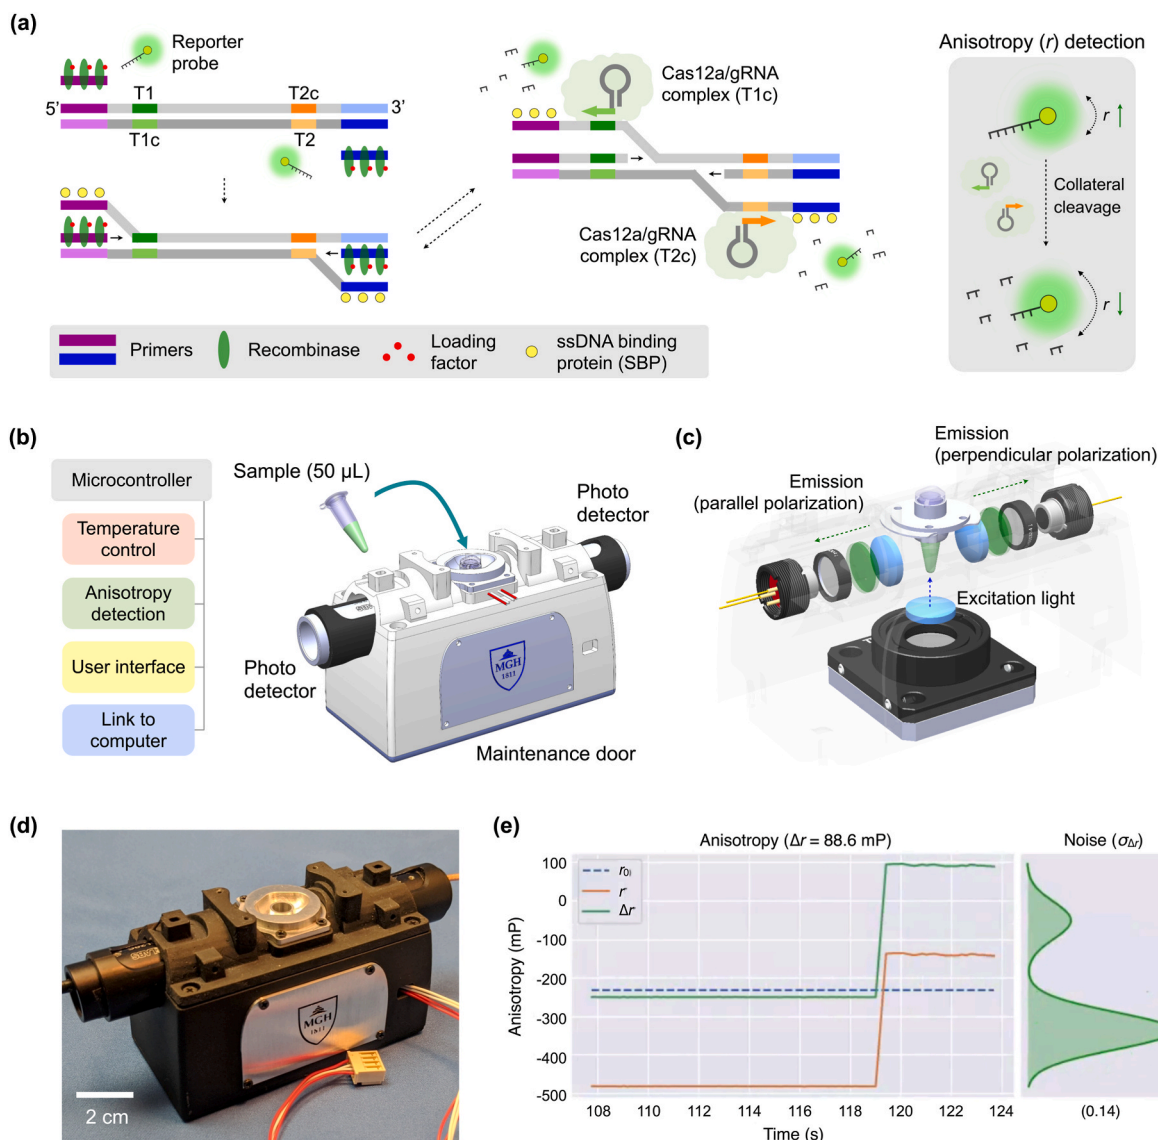 (a)
Reporter
probe
5’
T1
T2c
3’
T1c
T2
Cas12a/gRNA
complex (T1c)
Cas12a/gRNA
complex (T2c)
Anisotropy (r) detection
r
Collateral
cleavage
r
Primers
Recombinase
Loading
factor
ssDNA binding
protein (SBP)
(b)
Microcontroller
Temperature
control
Anisotropy
detection
User interface
Link to
computer
Sample (50 µL)
Photo
detector
Photo
detector
MGH
1811
Maintenance door
(c)
Emission
(perpendicular polarization)
Emission
(parallel polarization)
Excitation light
(d)
MGH
1811
2 cm
(e)
Anisotropy (Δr = 88.6 mP)
Noise (σΔr)
r0i
r
Δr
Anisotropy (mP)
100
0
-100
-200
-300
-400
-500
108
110
112
114
116
118
120
122
124
Time (s)
(0.14)